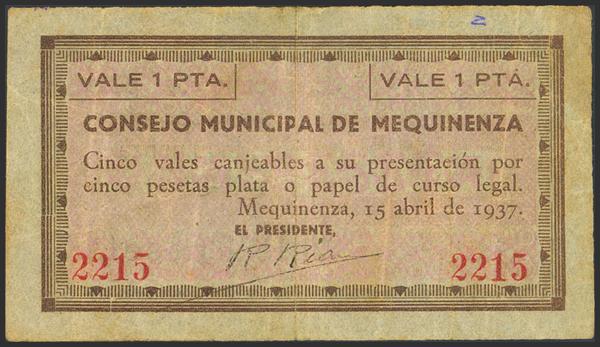 VALE 1 PTA. VALE 1 PTA.
CONSEJO MUNICIPAL DE MEQUINENZA
Cinco vales canjeables a su presentación por
cinco pesetas plata o papel de curso legal.
Mequinenza, 15 abril de 1937.
EL PRESIDENTE,
2215 2215